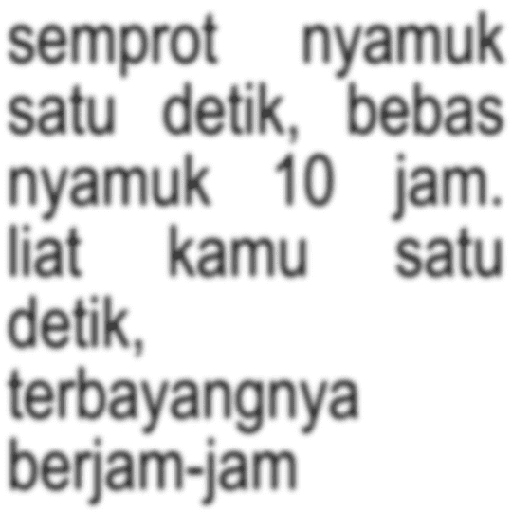 semprot nyamuk
satu detik, bebas
nyamuk 10 jam.
liat kamu satu
detik,
terbayangnya
berjam-jam